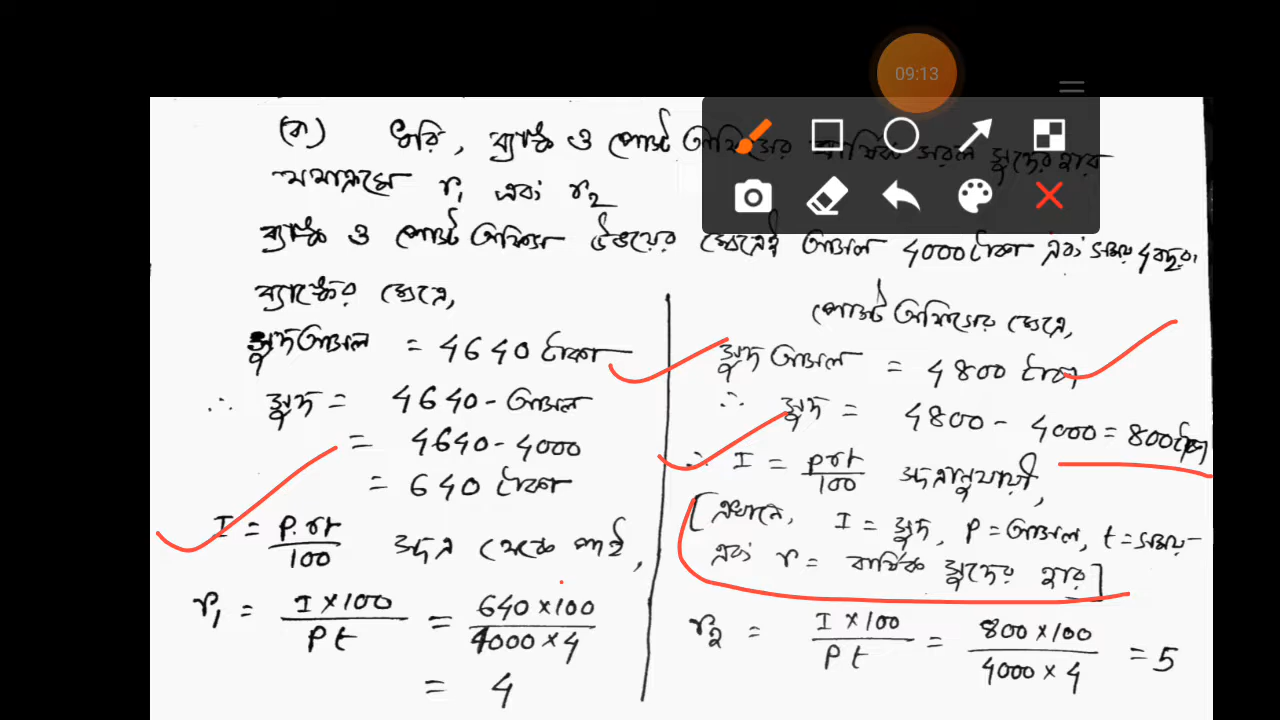 09:13
(ক) ধরি, ব্যাঙ্ক ও পোস্ট অফিসের বার্ষিক সরল সুদের হার
যথাক্রমে r₁ এবং r₂
ব্যাঙ্ক ও পোস্ট অফিস উভয়ের ক্ষেত্রেই আসল 4000 টাকা এবং সময় 4 বছর।
ব্যাঙ্কের ক্ষেত্রে,
সুদআসল = 4640 টাকা
∴ সুদ = 4640 - আসল
= 4640 - 4000
= 640 টাকা
I = p.rt/100 থেকে পাই,
r₁ = I×100/Pt = 640×100/4000×4
= 4
পোস্ট অফিসের ক্ষেত্রে,
সুদ আসল = 4800 টাকা
∴ সুদ = 4800 - 4000 = 800 টাকা
∴ I = prt/100
[এখানে, I = সুদ, P = আসল, t = সময়
এবং r = বার্ষিক সুদের হার]
r₂ = I×100/Pt = 800×100/4000×4 = 5